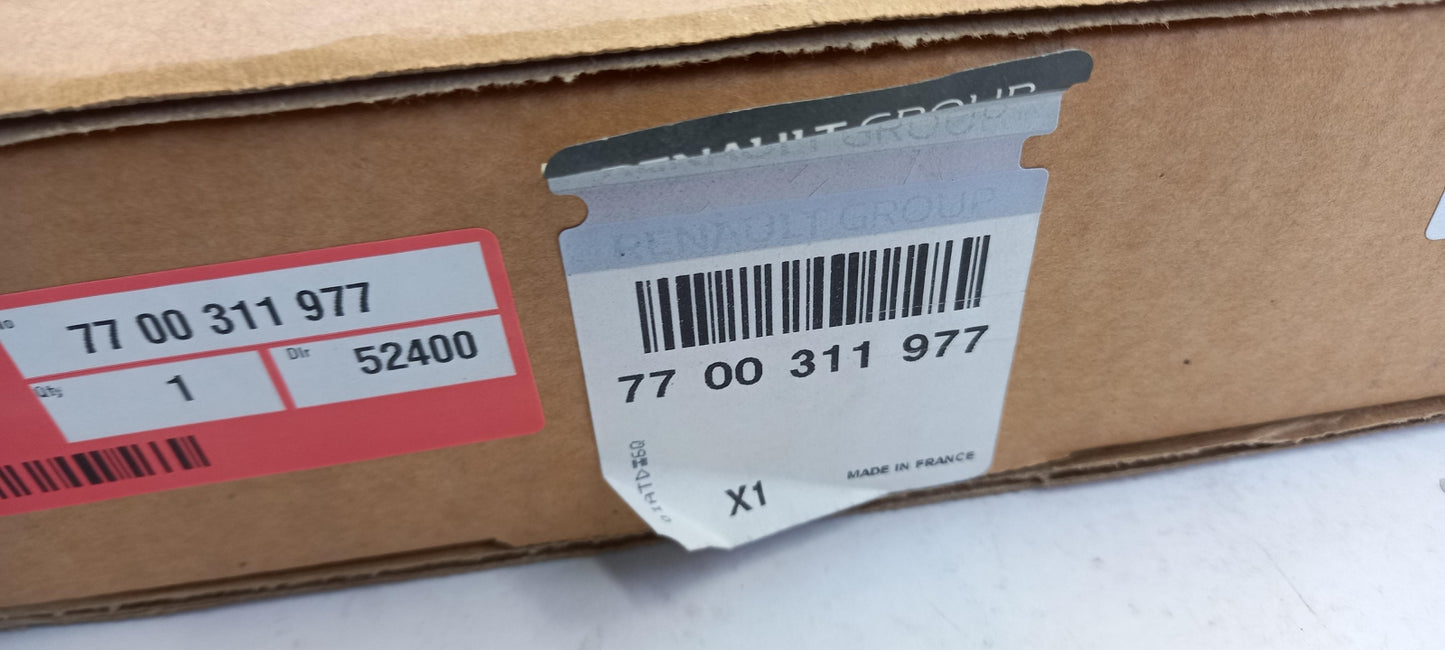 No
77 00 311 977
Qty
1
Dlr
52400
RENAULT GROUP
RENAULT GROUP
77 00 311 977
X1
MADE IN FRANCE